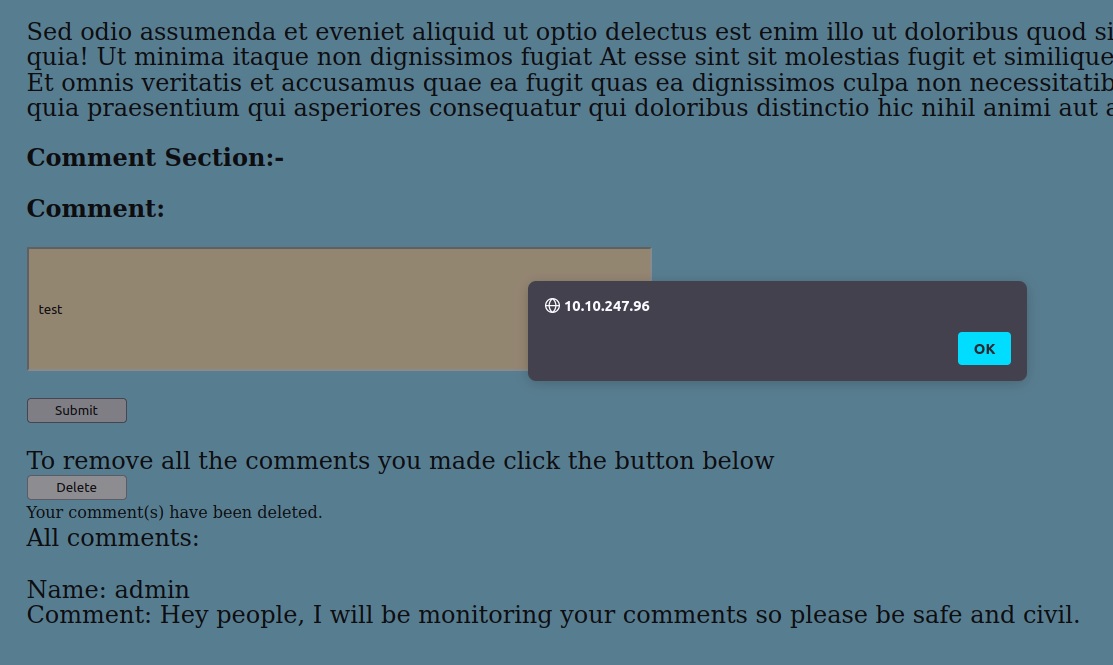 Sed odio assumenda et eveniet aliquid ut optio delectus est enim illo ut doloribus quod
quia! Ut minima itaque non dignissimos fugiat At esse sint sit molestias fugit et similique
Et omnis veritatis et accusamus quae ea fugit quas ea dignissimos culpa non
quia praesentium qui asperiores consequatur qui doloribus distinctio hic nihil animi aut
Comment Section:-
Comment:
test
10.10.247.96
OK
Submit
To remove all the comments you made click the button below
Delete
Your comment(s) have been deleted.
All comments:
Name: admin
Comment: Hey people, I will be monitoring your comments so please be safe and civil.